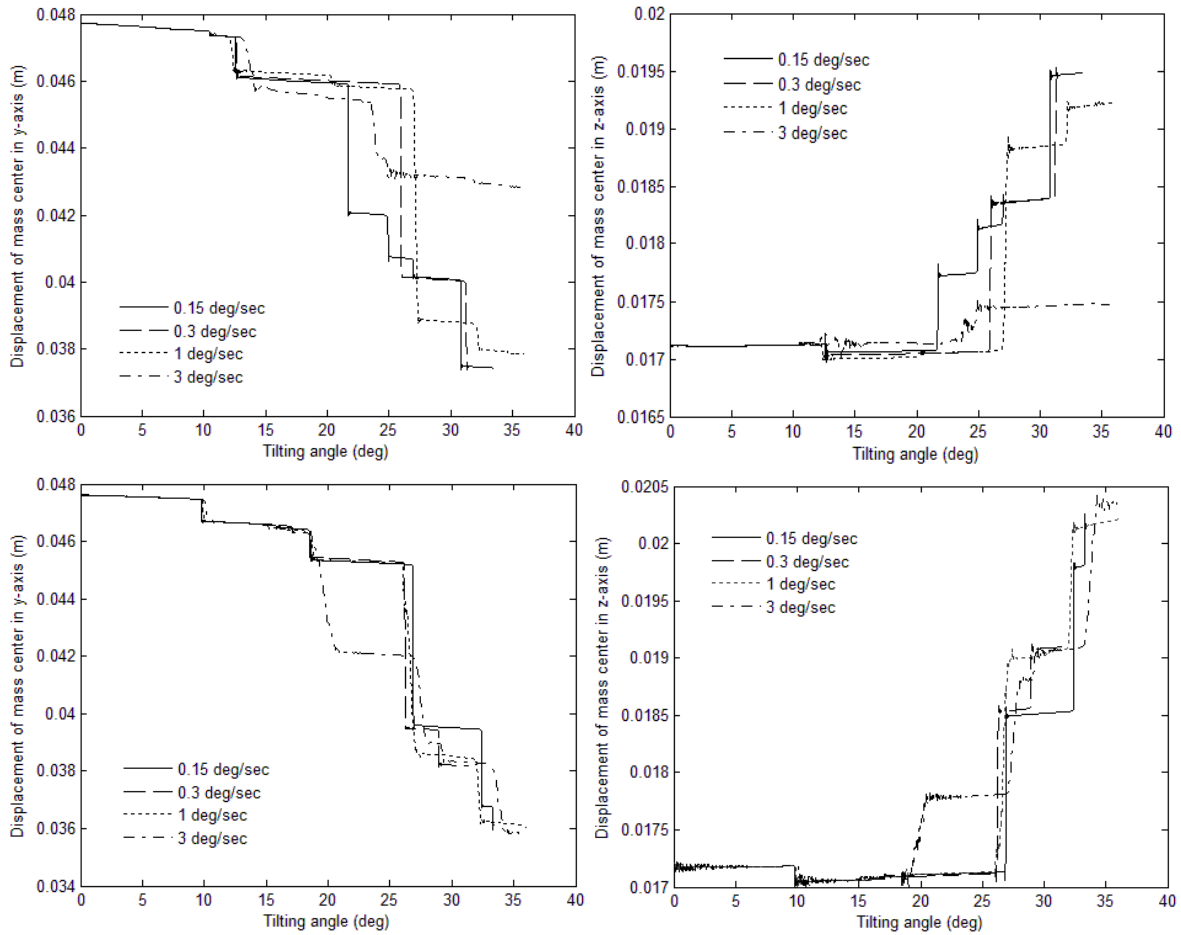 Displacement of mass center in y-axis (m)
0.048
0.046
0.044
0.042
0.04
0.038
0.036
0.15 deg/sec
0.3 deg/sec
1 deg/sec
3 deg/sec
0 5 10 15 20 25 30 35 40
Tilting angle (deg)
Displacement of mass center in z-axis (m)
0.02
0.0195
0.019
0.0185
0.018
0.0175
0.017
0.0165
0.15 deg/sec
0.3 deg/sec
1 deg/sec
3 deg/sec
0 5 10 15 20 25 30 35 40
Tilting angle (deg)
Displacement of mass center in y-axis (m)
0.048
0.046
0.044
0.042
0.04
0.038
0.036
0.034
0.15 deg/sec
0.3 deg/sec
1 deg/sec
3 deg/sec
0 5 10 15 20 25 30 35 40
Tilting angle (deg)
Displacement of mass center in z-axis (m)
0.0205
0.02
0.0195
0.019
0.0185
0.018
0.0175
0.017
0.15 deg/sec
0.3 deg/sec
1 deg/sec
3 deg/sec
0 5 10 15 20 25 30 35 40
Tilting angle (deg)